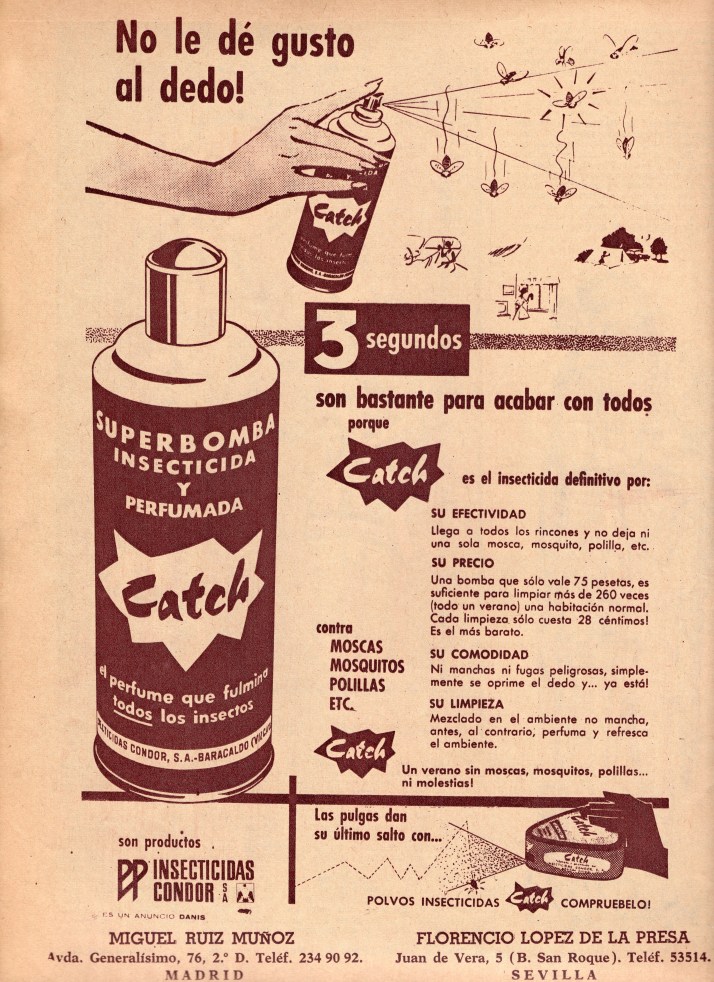 No le dé gusto
al dedo!
Catch
3 segundos
son bastante para acabar con todos
porque
Catch
es el insecticida definitivo por:
SU EFECTIVIDAD
Llega a todos los rincones y no deja ni
una sola mosca, mosquito, polilla, etc.
SU PRECIO
Una bomba que sólo vale 75 pesetas, es
suficiente para limpiar más de 260 veces
(todo un verano) una habitación normal.
Cada limpieza sólo cuesta 28 céntimos!
Es el más barato.
SU COMODIDAD
Ni manchas ni fugas peligrosas, simple-
mente se oprime el dedo y... ya está!
SU LIMPIEZA
Mezclado en el ambiente no mancha,
antes, al contrario, perfuma y refresca
el ambiente.
contra
MOSCAS
MOSQUITOS
POLILLAS
ETC.
Catch
Un verano sin moscas, mosquitos, polillas...
ni molestias!
SUPERBOMBA
INSECTICIDA
Y
PERFUMADA
Catch
el perfume que fulmina
todos los insectos
CONDOR, S.A.-BARACALDO
Las pulgas dan
su último salto con...
Catch
Catch
POLVOS INSECTICIDAS Catch COMPRUEBELO!
son productos
INSECTICIDAS
CONDOR S A
ES UN ANUNCIO DANIS
MIGUEL RUIZ MUÑOZ
Avda. Generalísimo, 76, 2.º D. Teléf. 234 90 92.
MADRID
FLORENCIO LOPEZ DE LA PRESA
Juan de Vera, 5 (B. San Roque). Teléf. 53514.
SEVILLA